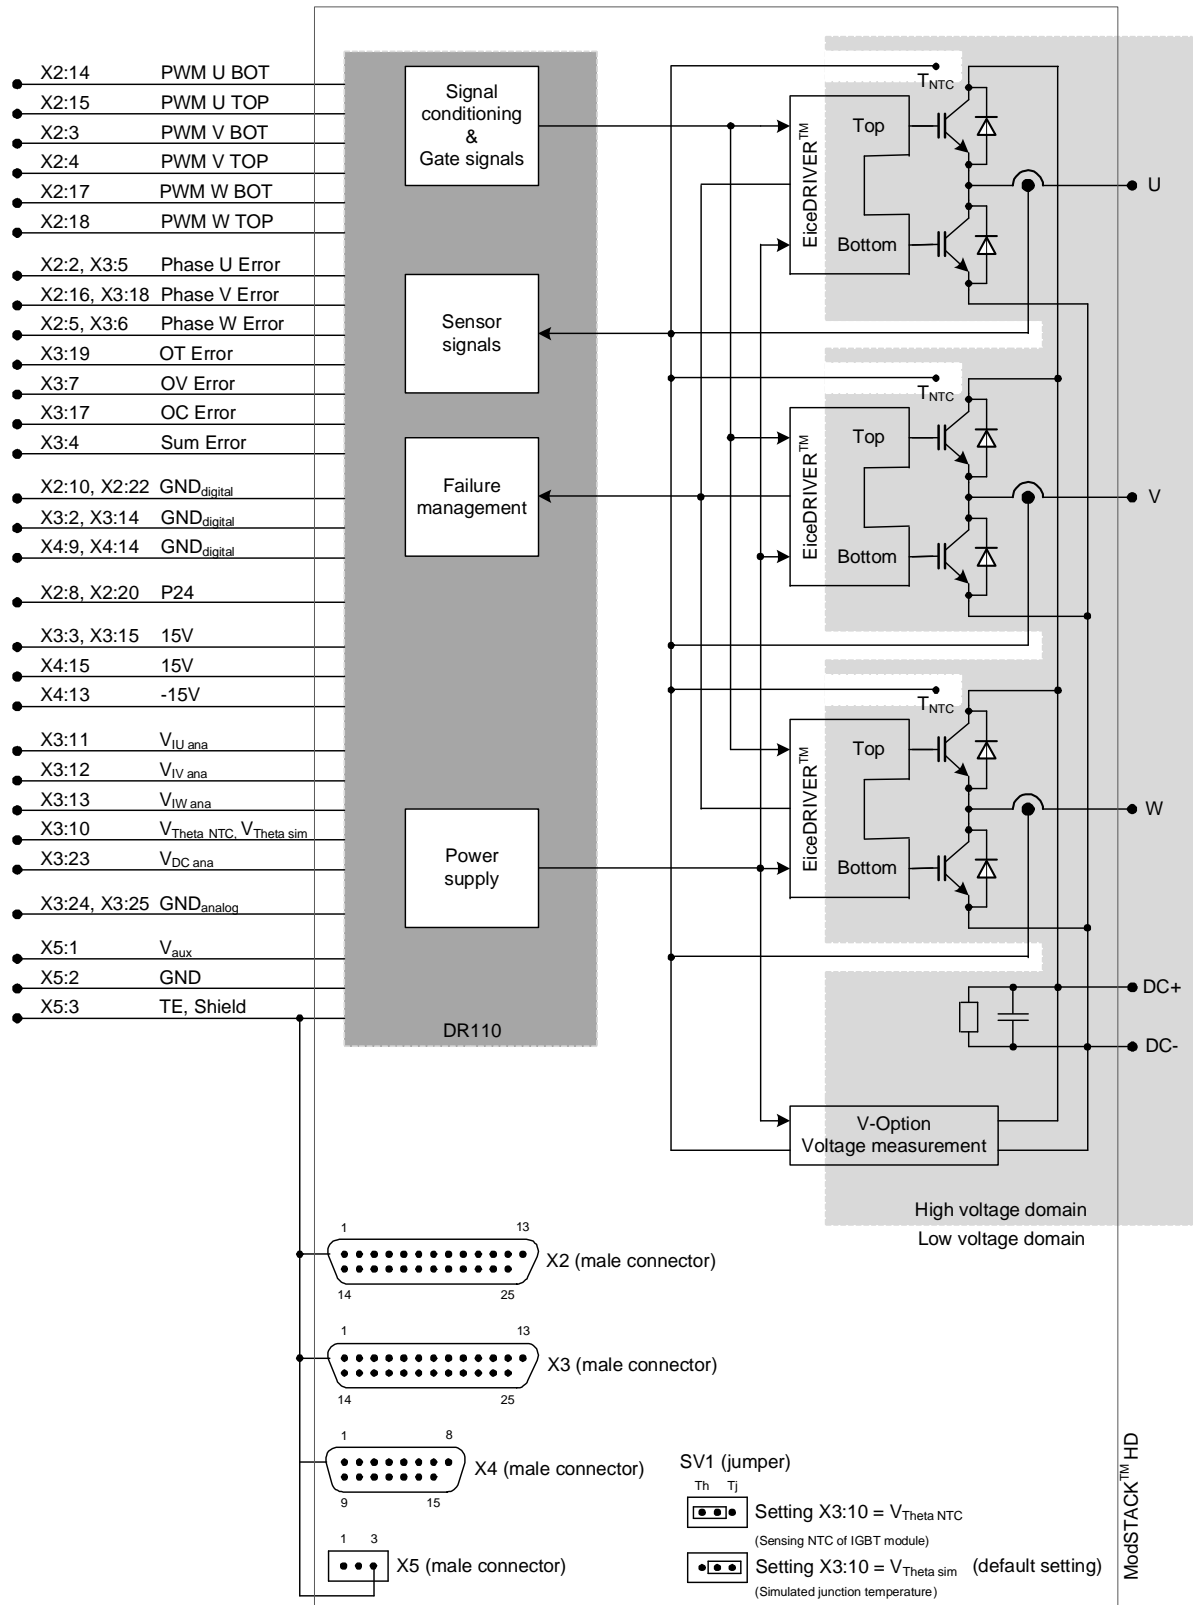 X2:14 PWM U BOT
X2:15 PWM U TOP
X2:3 PWM V BOT
X2:4 PWM V TOP
X2:17 PWM W BOT
X2:18 PWM W TOP
X2:2, X3:5 Phase U Error
X2:16, X3:18 Phase V Error
X2:5, X3:6 Phase W Error
X3:19 OT Error
X3:7 OV Error
X3:17 OC Error
X3:4 Sum Error
X2:10, X2:22 GNDdigital
X3:2, X3:14 GNDdigital
X4:9, X4:14 GNDdigital
X2:8, X2:20 P24
X3:3, X3:15 15V
X4:15 15V
X4:13 -15V
X3:11 VIU ana
X3:12 VIV ana
X3:13 VIW ana
X3:10 VTheta NTC, VTheta sim
X3:23 VDC ana
X3:24, X3:25 GNDanalog
X5:1 Vaux
X5:2 GND
X5:3 TE, Shield
Signal
conditioning
&
Gate signals
Sensor
signals
Failure
management
Power
supply
DR110
TNTC
EiceDRIVER™
Top
Bottom
U
TNTC
EiceDRIVER™
Top
Bottom
V
TNTC
EiceDRIVER™
Top
Bottom
W
DC+
DC-
V-Option
Voltage measurement
High voltage domain
Low voltage domain
1 13
X2 (male connector)
14 25
1 13
X3 (male connector)
14 25
1 8
X4 (male connector)
9 15
1 3
X5 (male connector)
SV1 (jumper)
Th Tj
Setting X3:10 = VTheta NTC
(Sensing NTC of IGBT module)
Setting X3:10 = VTheta sim (default setting)
(Simulated junction temperature)
ModSTACK™ HD